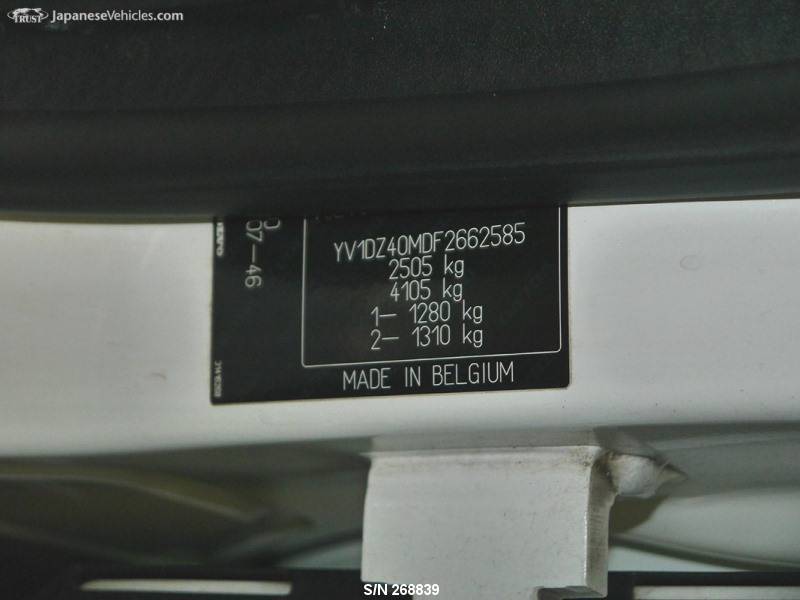 TRUST JapaneseVehicles.com
07-46
YV1DZ40MDF2662585
2505 kg
4105 kg
1- 1280 kg
2- 1310 kg
MADE IN BELGIUM
S/N 268839